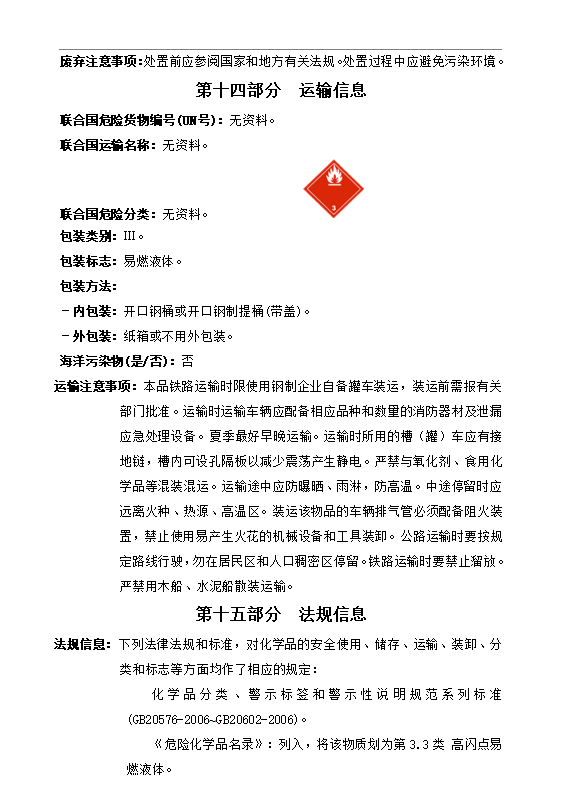 废弃注意事项:处置前应参阅国家和地方有关法规。处置过程中应避免污染环境。
第十四部分 运输信息
联合国危险货物编号(UN号): 无资料。
联合国运输名称: 无资料。
3
联合国危险分类: 无资料。
包装类别: III。
包装标志: 易燃液体。
包装方法:
－内包装: 开口钢桶或开口钢制提桶(带盖)。
－外包装: 纸箱或不用外包装。
海洋污染物(是/否): 否
运输注意事项: 本品铁路运输时限使用钢制企业自备罐车装运，装运前需报有关
部门批准。运输时运输车辆应配备相应品种和数量的消防器材及泄漏
应急处理设备。夏季最好早晚运输。运输时所用的槽（罐）车应有接
地链，槽内可设孔隔板以减少震荡产生静电。严禁与氧化剂、食用化
学品等混装混运。运输途中应防曝晒、雨淋，防高温。中途停留时应
远离火种、热源、高温区。装运该物品的车辆排气管必须配备阻火装
置，禁止使用易产生火花的机械设备和工具装卸。公路运输时要按规
定路线行驶，勿在居民区和人口稠密区停留。铁路运输时要禁止溜放。
严禁用木船、水泥船散装运输。
第十五部分 法规信息
法规信息: 下列法律法规和标准，对化学品的安全使用、储存、运输、装卸、分
类和标志等方面均作了相应的规定:
化学品分类、警示标签和警示性说明规范系列标准
(GB20576-2006~GB20602-2006)。
《危险化学品名录》: 列入，将该物质划为第3.3类 高闪点易
燃液体。